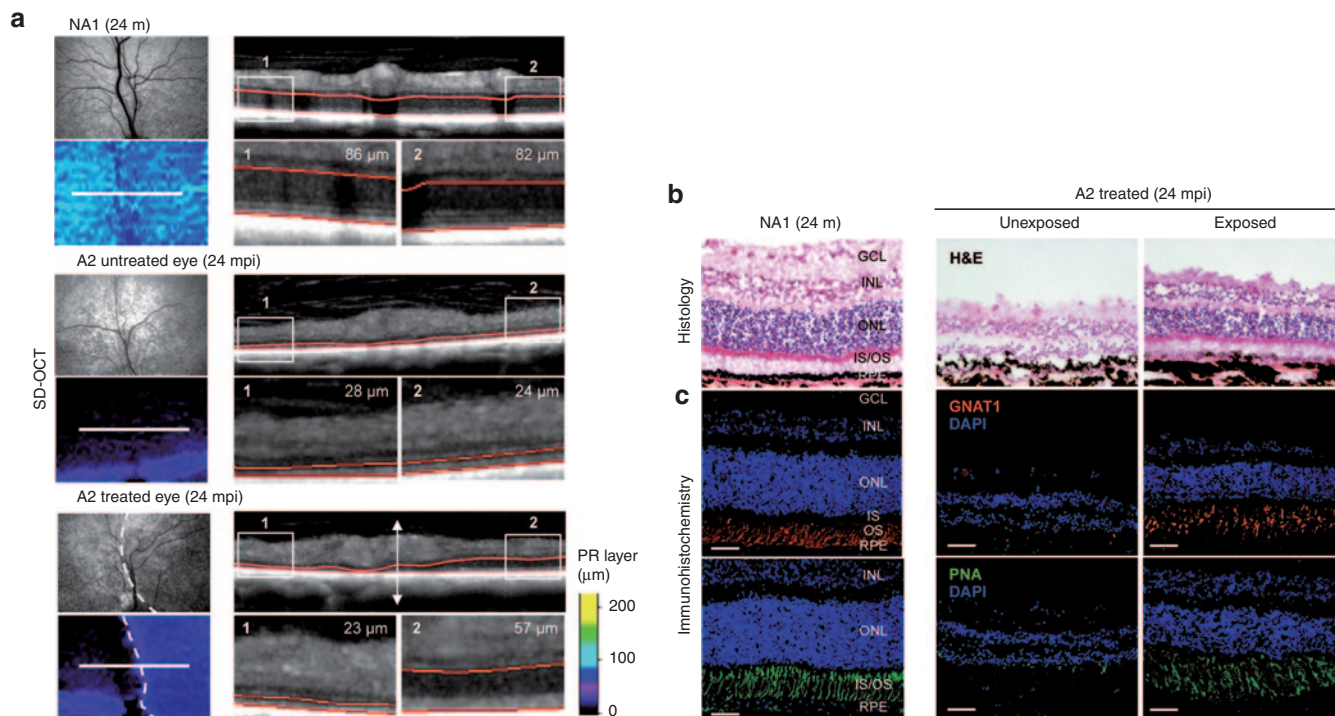 a
NA1 (24 m)
1
2
1
86 µm
2
82 µm
SD-OCT
A2 untreated eye (24 mpi)
1
2
1
28 µm
2
24 µm
A2 treated eye (24 mpi)
1
2
1
23 µm
2
57 µm
PR layer
(µm)
200
100
0
b
A2 treated (24 mpi)
NA1 (24 m)
Unexposed
Exposed
Histology
GCL
INL
ONL
IS/OS
RPE
H&E
c
Immunohistochemistry
GCL
INL
ONL
IS
OS
RPE
GNAT1
DAPI
INL
ONL
IS/OS
RPE
PNA
DAPI